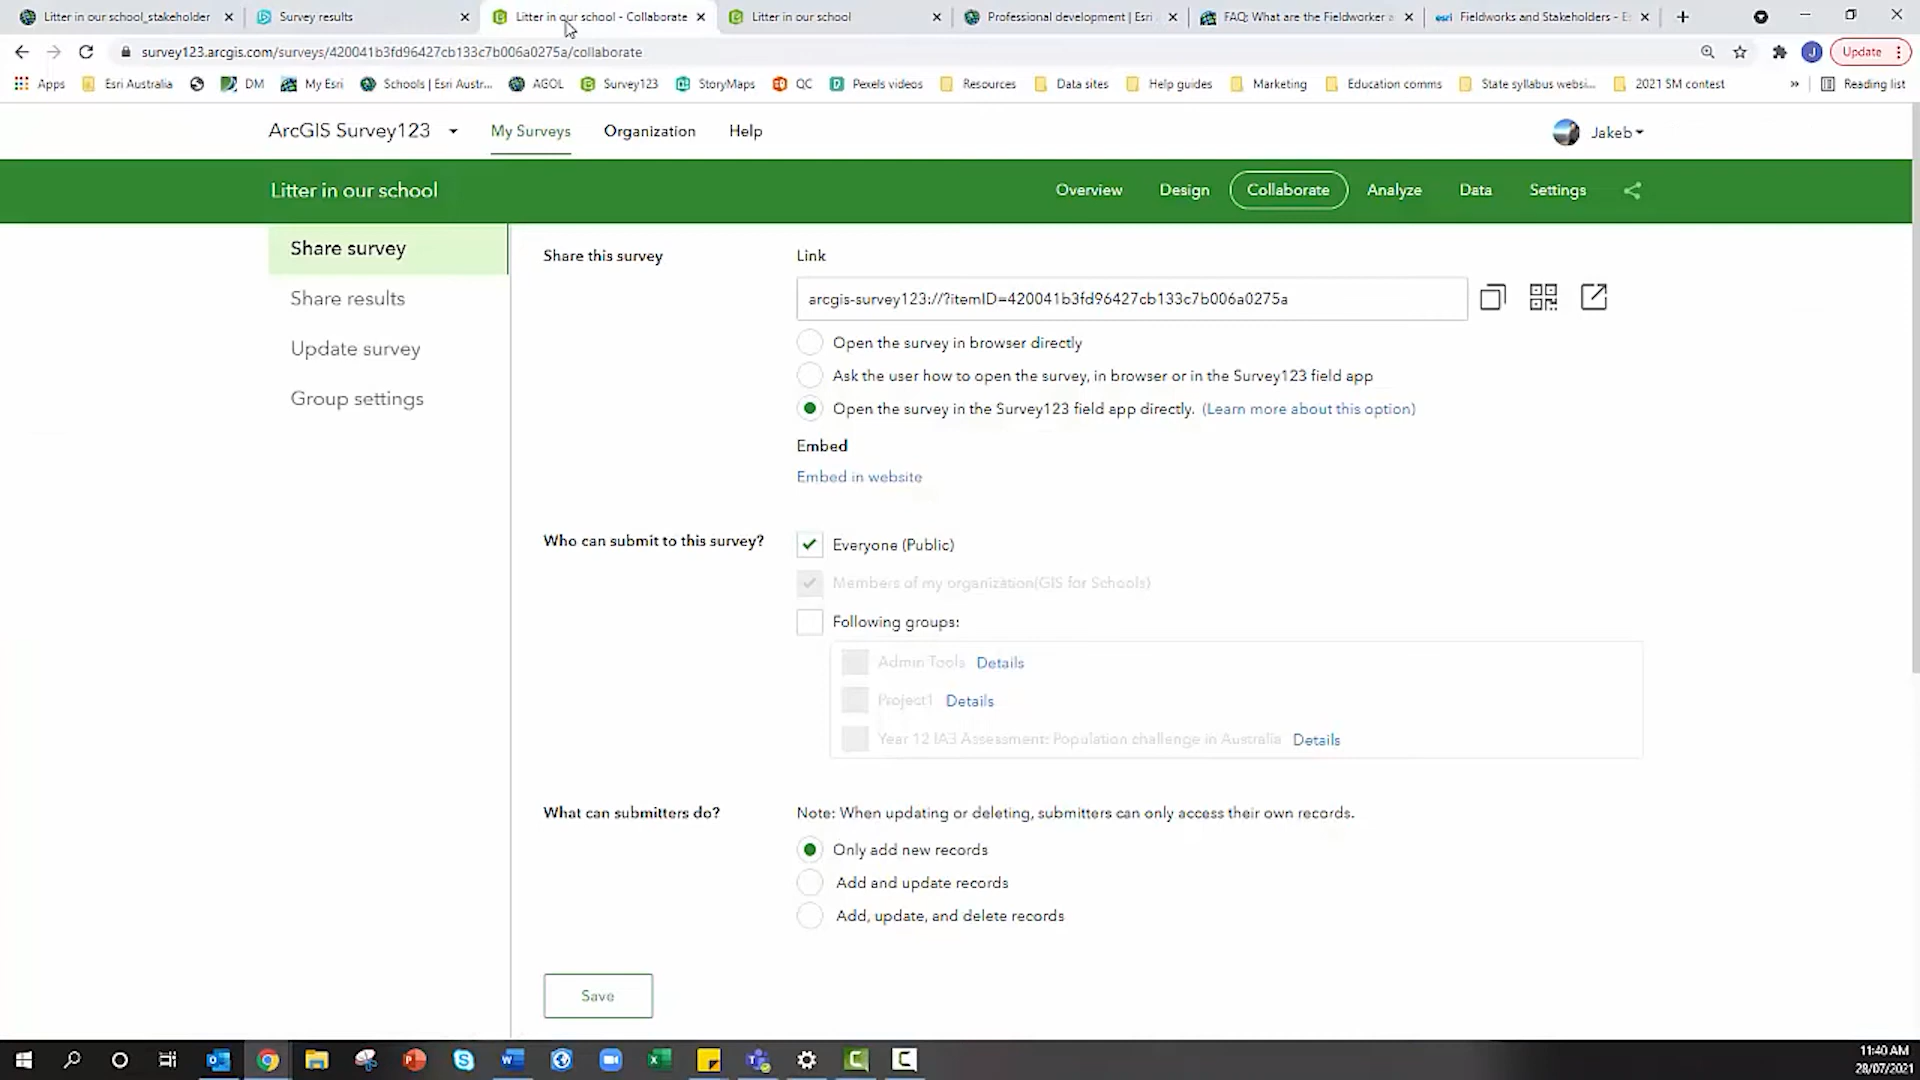 Litter in our school_stakeholder
Survey results
Litter in our school - Collaborate
Litter in our school
Professional development | Esri
FAQ: What are the Fieldworker a
esri Fieldworks and Stakeholders - Es
survey123.arcgis.com/surveys/420041b3fd96427cb133c7b006a0275a/collaborate
J
Update
Apps
Esri Australia
DM
My Esri
Schools | Esri Austr...
AGOL
Survey123
StoryMaps
QC
Pexels videos
Resources
Data sites
Help guides
Marketing
Education comms
State syllabus websi...
2021 SM contest
»
Reading list
ArcGIS Survey123
My Surveys
Organization
Help
Jakeb
Litter in our school
Overview
Design
Collaborate
Analyze
Data
Settings
Share survey
Share results
Update survey
Group settings
Share this survey
Link
arcgis-survey123://?itemID=420041b3fd96427cb133c7b006a0275a
Open the survey in browser directly
Ask the user how to open the survey, in browser or in the Survey123 field app
Open the survey in the Survey123 field app directly. (Learn more about this option)
Embed
Embed in website
Who can submit to this survey?
Everyone (Public)
Members of my organization(GIS for Schools)
Following groups:
Admin Tools Details
Project1 Details
Year 12 IA3 Assessment: Population challenge in Australia Details
What can submitters do?
Note: When updating or deleting, submitters can only access their own records.
Only add new records
Add and update records
Add, update, and delete records
Save
11:40 AM
28/07/2021